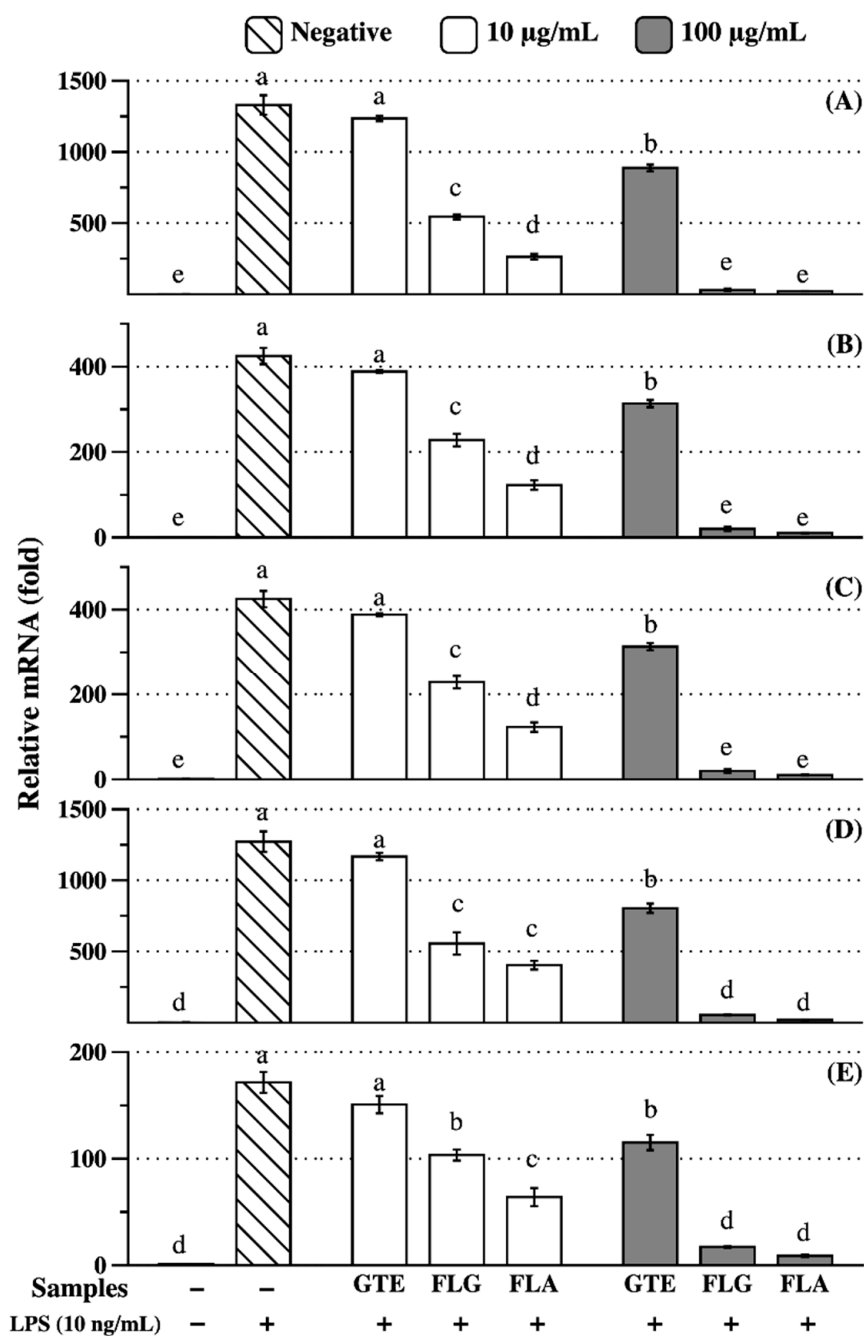 Negative 10 µg/mL 100 µg/mL
Relative mRNA (fold)
(A)
1500
1000
500
e a a c d b e e
(B)
400
200
0
e a a c d b e e
(C)
400
200
0
e a a c d b e e
(D)
1500
1000
500
d a a c c b d d
(E)
200
100
0
d a a b c b d d
Samples – – GTE FLG FLA GTE FLG FLA
LPS (10 ng/mL) – + + + + + + +